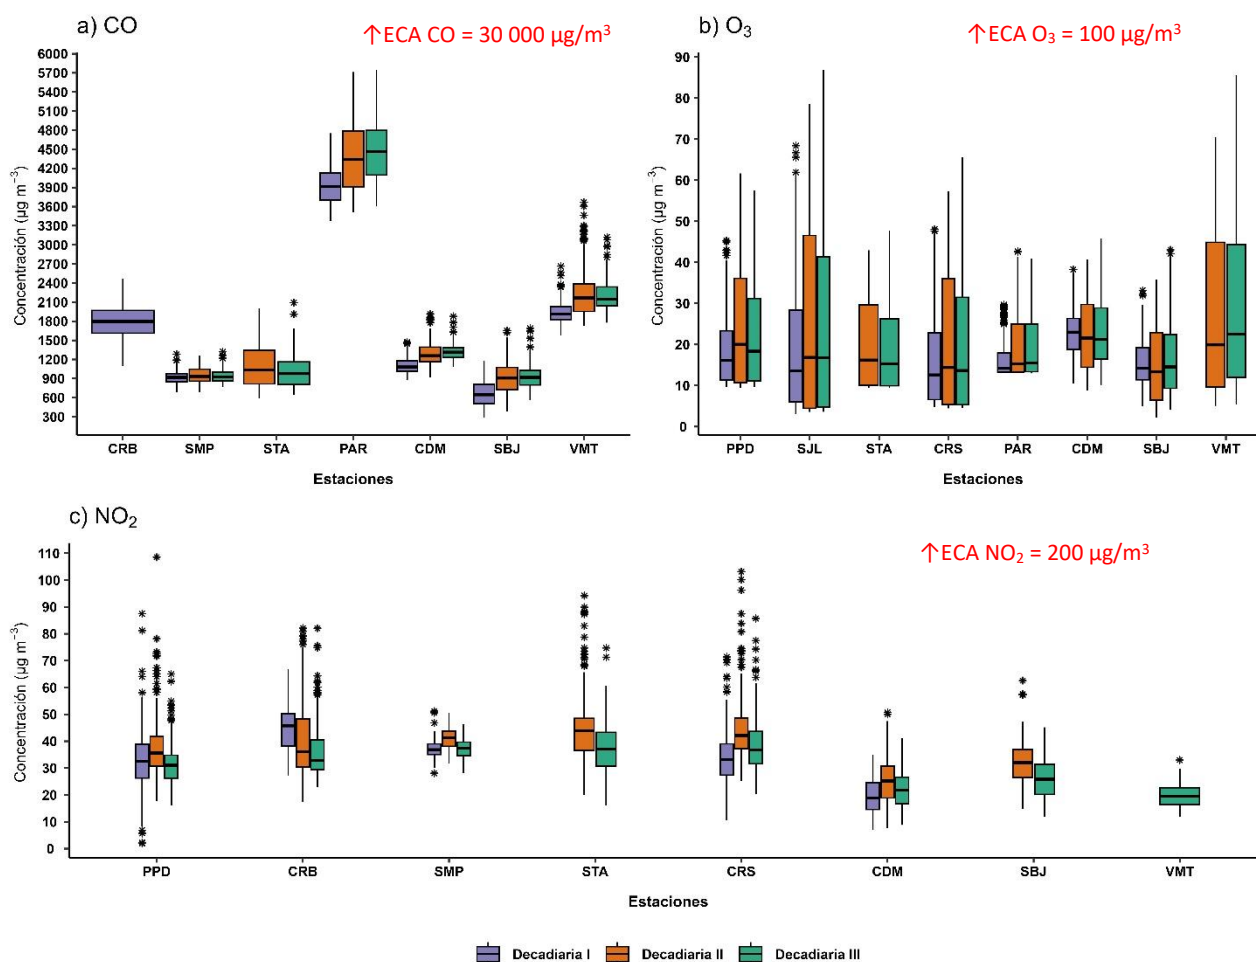 a) CO
↑ECA CO = 30 000 µg/m³
Concentración (µg m⁻³)
6000
5700
5400
5100
4800
4500
4200
3900
3600
3300
3000
2700
2400
2100
1800
1500
1200
900
600
300
CRB SMP STA PAR CDM SBJ VMT
Estaciones
b) O₃
↑ECA O₃ = 100 µg/m³
Concentración (µg m⁻³)
90
80
70
60
50
40
30
20
10
0
PPD SJL STA CRS PAR CDM SBJ VMT
Estaciones
c) NO₂
↑ECA NO₂ = 200 µg/m³
Concentración (µg m⁻³)
110
100
90
80
70
60
50
40
30
20
10
0
PPD CRB SMP STA CRS CDM SBJ VMT
Estaciones
Decadiaria I Decadiaria II Decadiaria III